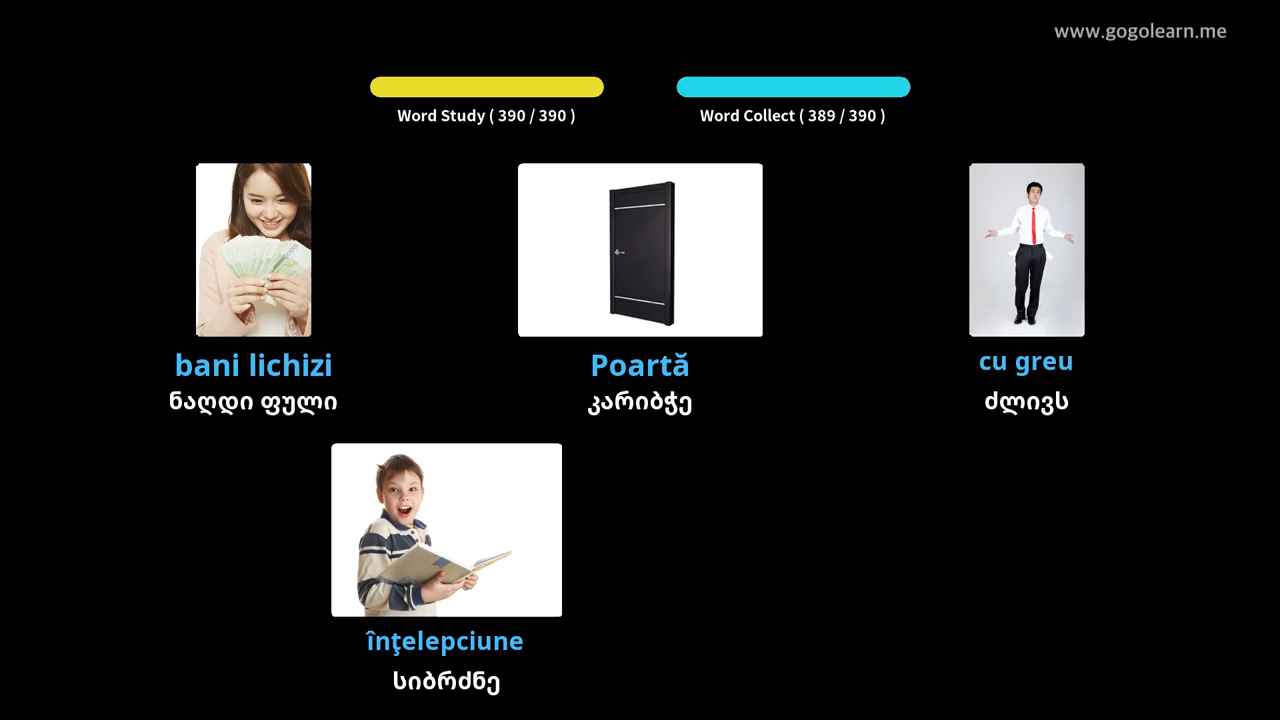 www.gogolearn.me
Word Study ( 390 / 390 )
Word Collect ( 389 / 390 )
bani lichizi
ნაღდი ფული
Poartă
კარიბჭე
cu greu
ძლივს
înţelepciune
სიბრძნე